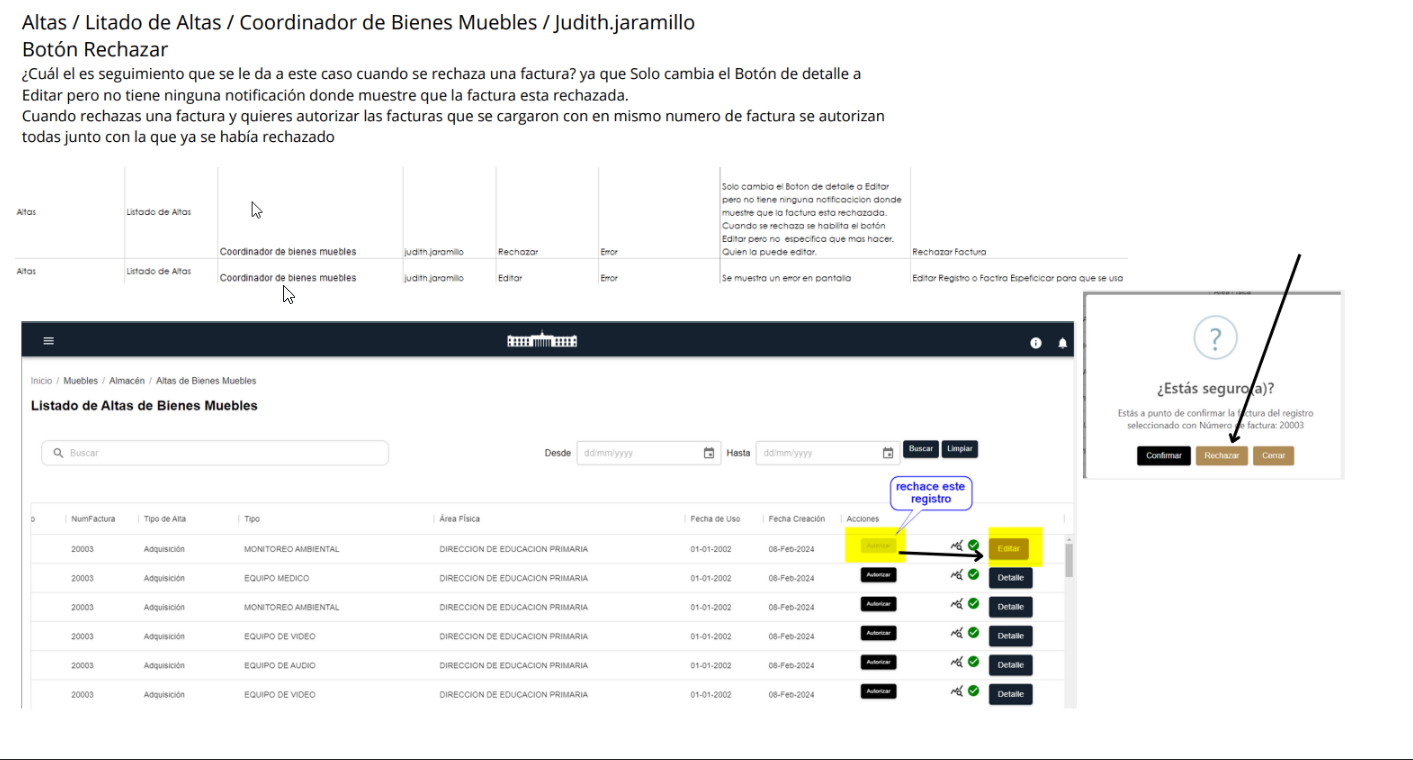 Altas / Litado de Altas / Coordinador de Bienes Muebles / Judith.jaramillo
Botón Rechazar
¿Cuál el es seguimiento que se le da a este caso cuando se rechaza una factura? ya que Solo cambia el Botón de detalle a
Editar pero no tiene ninguna notificación donde muestre que la factura esta rechazada.
Cuando rechazas una factura y quieres autorizar las facturas que se cargaron con en mismo numero de factura se autorizan
todas junto con la que ya se había rechazado
Solo cambia el Boton de detalle a Editar
pero no tiene ninguna notificacicion donde
muestre que la factura esta rechazada.
Cuando se rechaza se habilita el botón
Editar pero no especifica que mas hacer.
Altas Listado de Altas Coordinador de bienes muebles judith.jaramilo Rechazar Error Quien la puede editar. Rechazar Factura
Altas Listado de Altas Coordinador de bienes muebles judith.jaramilo Editar Error Se muestra un error en pantalla Editar Registro o Factira Espeficicar para que se usa
Inicio / Muebles / Almacén / Altas de Bienes Muebles
Listado de Altas de Bienes Muebles
Buscar Desde dd/mm/yyyy Hasta dd/mm/yyyy Buscar Limpiar
rechace este
registro
o NumFactura Tipo de Alta Tipo Área Física Fecha de Uso Fecha Creación Acciones
20003 Adquisición MONITOREO AMBIENTAL DIRECCION DE EDUCACION PRIMARIA 01-01-2002 08-Feb-2024 Autorizar Editar
20003 Adquisición EQUIPO MEDICO DIRECCION DE EDUCACION PRIMARIA 01-01-2002 08-Feb-2024 Autorizar Detalle
20003 Adquisición MONITOREO AMBIENTAL DIRECCION DE EDUCACION PRIMARIA 01-01-2002 08-Feb-2024 Autorizar Detalle
20003 Adquisición EQUIPO DE VIDEO DIRECCION DE EDUCACION PRIMARIA 01-01-2002 08-Feb-2024 Autorizar Detalle
20003 Adquisición EQUIPO DE AUDIO DIRECCION DE EDUCACION PRIMARIA 01-01-2002 08-Feb-2024 Autorizar Detalle
20003 Adquisición EQUIPO DE VIDEO DIRECCION DE EDUCACION PRIMARIA 01-01-2002 08-Feb-2024 Autorizar Detalle
?
¿Estás seguro(a)?
Estás a punto de confirmar la factura del registro
seleccionado con Número de factura: 20003
Confirmar Rechazar Cerrar